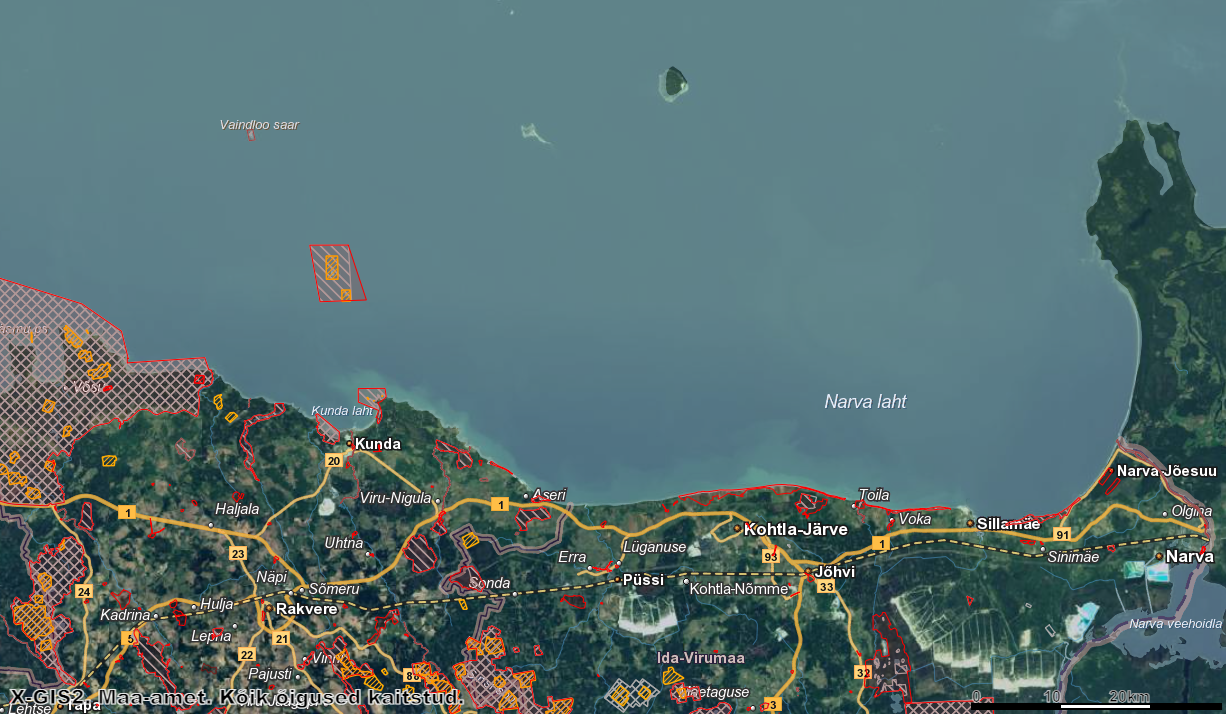 Vaindloo saar
Võsu
Kunda laht
Narva laht
Kunda
20
Narva-Jõesuu
Viru-Nigula
Aseri
Toila
1
1
Haljala
Voka
Sillamäe
Olgina
Kohtla-Järve
91
Uhtna
23
Lüganuse
1
Erra
93
Sinimäe
Narva
Näpi
Sõmeru
Sonda
Püssi
Jõhvi
24
Kohtla-Nõmme
33
Hulja
Rakvere
Kadrina
Narva veehoidla
5
Lepna
21
22
Vinni
Ida-Virumaa
Pajusti
32
Mäetaguse
X-GIS2 Maa-amet. Kõik õigused kaitstud.
0 10 20km
Lehtse
Tapa
3